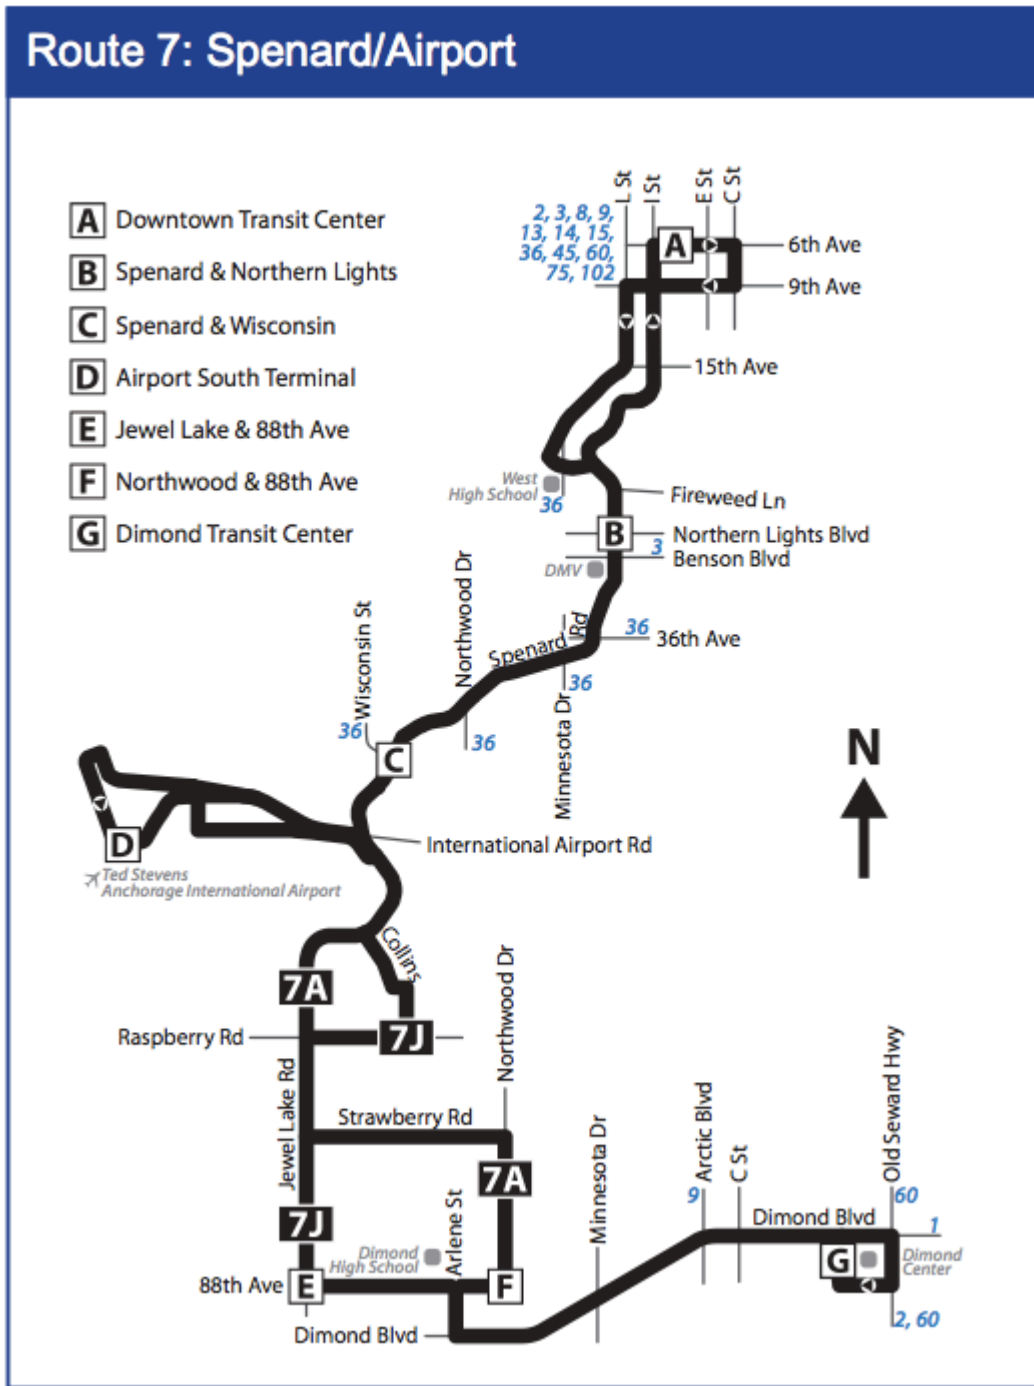 Route 7: Spenard/Airport
A Downtown Transit Center
B Spenard & Northern Lights
C Spenard & Wisconsin
D Airport South Terminal
E Jewel Lake & 88th Ave
F Northwood & 88th Ave
G Dimond Transit Center
L St
I St
E St
C St
2, 3, 8, 9,
13, 14, 15,
36, 45, 60,
75, 102
A
6th Ave
9th Ave
15th Ave
West
High School
36
Fireweed Ln
B
Northern Lights Blvd
3
Benson Blvd
DMV
Northwood Dr
Wisconsin St
Spenard Rd
36
36th Ave
36
Minnesota Dr
36
36
C
N
D
International Airport Rd
Ted Stevens
Anchorage International Airport
Collins
7A
Northwood Dr
Raspberry Rd
7J
Jewel Lake Rd
Strawberry Rd
7A
Minnesota Dr
Arctic Blvd
C St
Old Seward Hwy
9
60
7J
Arlene St
Dimond Blvd
1
Dimond
High School
G
Dimond
Center
88th Ave
E
F
2, 60
Dimond Blvd